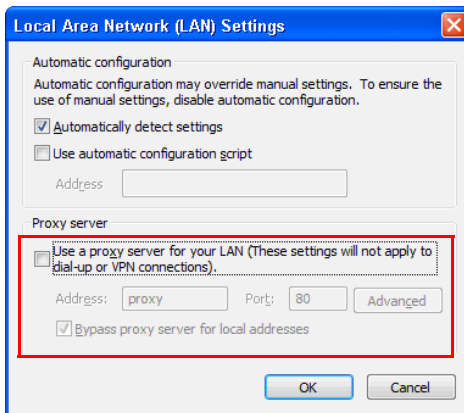 Local Area Network (LAN) Settings
Automatic configuration
Automatic configuration may override manual settings. To ensure the
use of manual settings, disable automatic configuration.
Automatically detect settings
Use automatic configuration script
Address
Proxy server
Use a proxy server for your LAN (These settings will not apply to
dial-up or VPN connections).
Address: proxy Port: 80 Advanced
Bypass proxy server for local addresses
OK Cancel